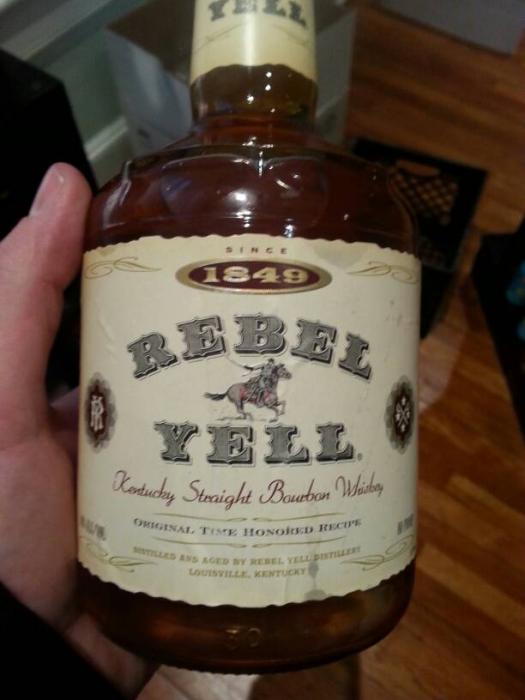 YELL
SINCE
1849
REBEL
YELL
Kentucky Straight Bourbon Whiskey
ORIGINAL TIME HONORED RECIPE
DISTILLED AND AGED BY REBEL YELL DISTILLERY
LOUISVILLE, KENTUCKY